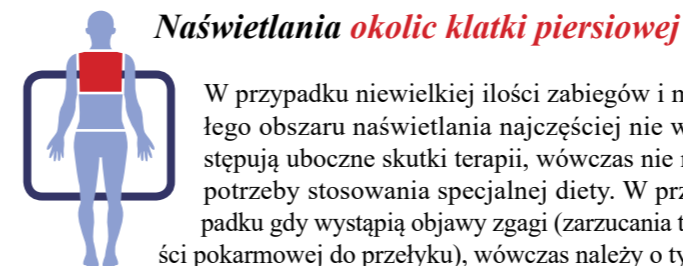 Naświetlania okolic klatki piersiowej
W przypadku niewielkiej ilości zabiegów i
łego obszaru naświetlania najczęściej nie
stępują uboczne skutki terapii, wówczas nie
potrzeby stosowania specjalnej diety. W
padku gdy wystąpią objawy zgagi (zarzucania
ści pokarmowej do przełyku), wówczas należy o